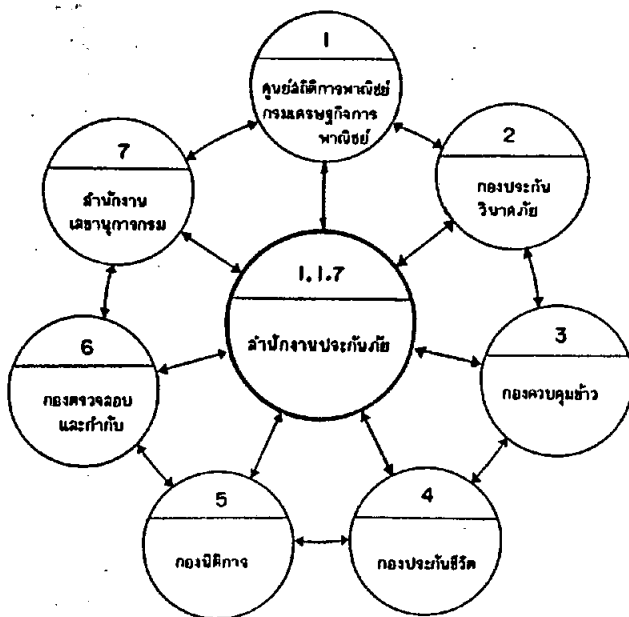 1
ศูนย์สถิติการพาณิชย์
กรมเศรษฐกิจการ
พาณิชย์
2
กองประกัน
วินาศภัย
3
กองควบคุมข้าว
4
กองประกันชีวิต
5
กองนิติการ
6
กองตรวจสอบ
และกำกับ
7
สำนักงาน
เลขานุการกรม
1.1.7
สำนักงานประกันภัย